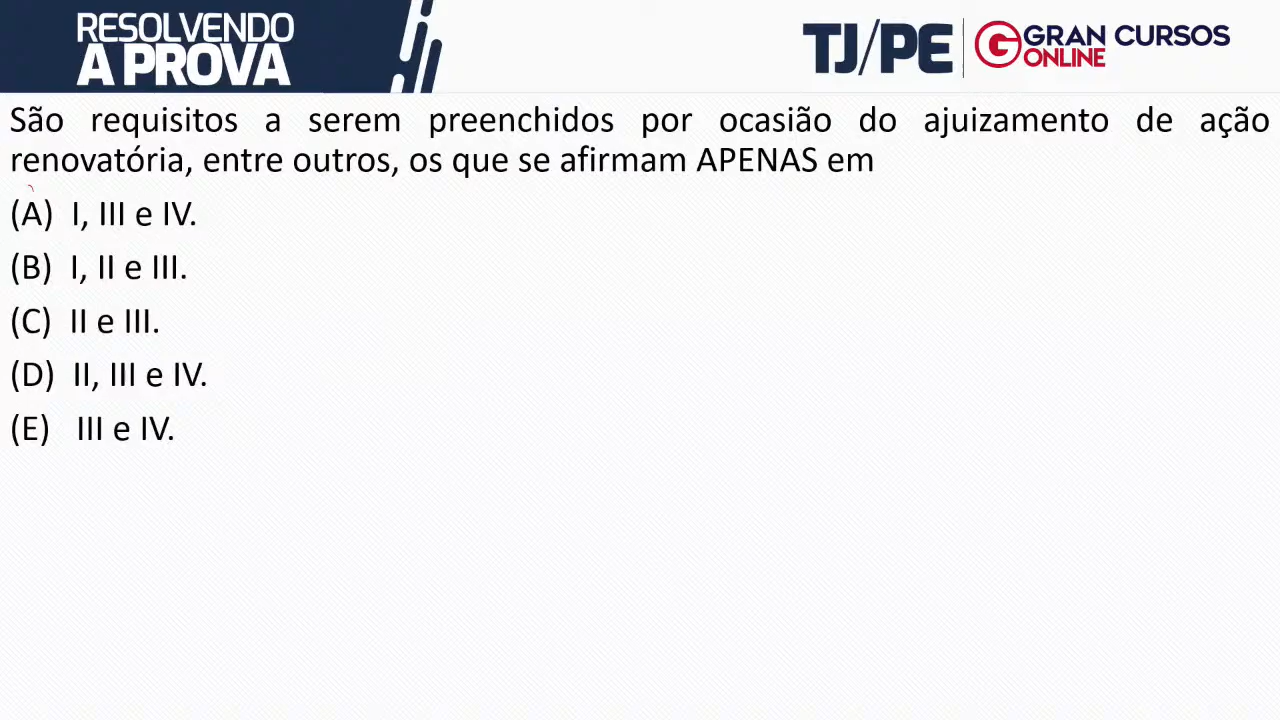 RESOLVENDO
A PROVA
TJ/PE
GRAN CURSOS
ONLINE
São requisitos a serem preenchidos por ocasião do ajuizamento de ação
renovatória, entre outros, os que se afirmam APENAS em
(A) I, III e IV.
(B) I, II e III.
(C) II e III.
(D) II, III e IV.
(E) III e IV.